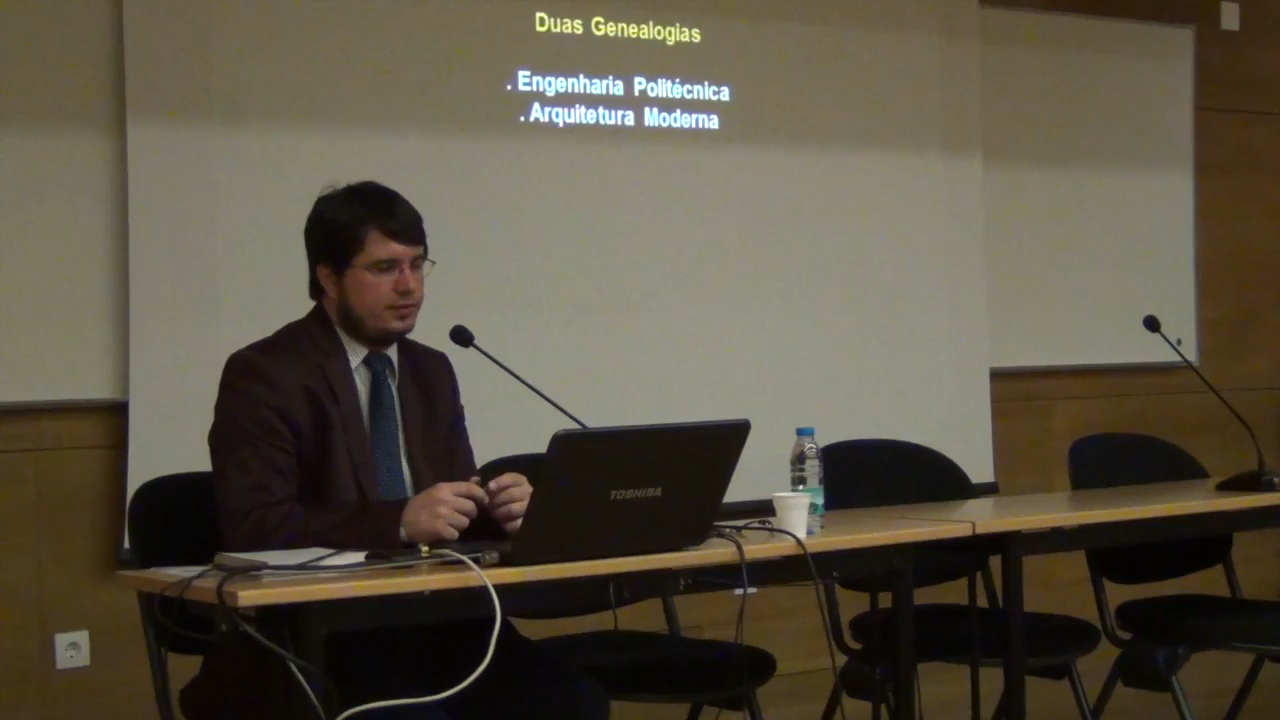 Duas Genealogias
. Engenharia Politécnica
. Arquitetura Moderna
TOSHIBA